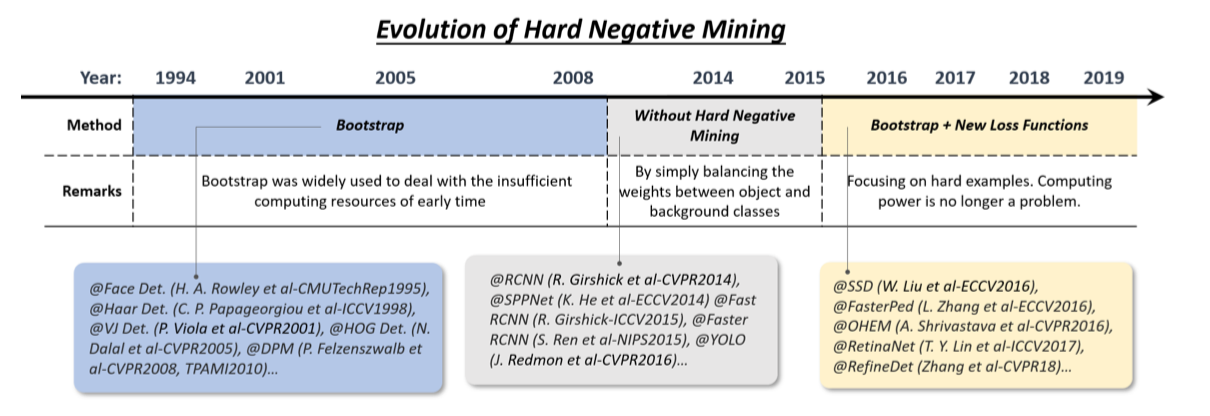 Evolution of Hard Negative Mining
Year: 1994 2001 2005 2008 2014 2015 2016 2017 2018 2019
Method
Bootstrap
Without Hard Negative
Mining
Bootstrap + New Loss Functions
Remarks
Bootstrap was widely used to deal with the insufficient
computing resources of early time
By simply balancing the
weights between object and
background classes
Focusing on hard examples. Computing
power is no longer a problem.
@Face Det. (H. A. Rowley et al-CMUTechRep1995),
@Haar Det. (C. P. Papageorgiou et al-ICCV1998),
@VJ Det. (P. Viola et al-CVPR2001), @HOG Det. (N.
Dalal et al-CVPR2005), @DPM (P. Felzenszwalb et
al-CVPR2008, TPAMI2010)...
@RCNN (R. Girshick et al-CVPR2014),
@SPPNet (K. He et al-ECCV2014) @Fast
RCNN (R. Girshick-ICCV2015), @Faster
RCNN (S. Ren et al-NIPS2015), @YOLO
(J. Redmon et al-CVPR2016)...
@SSD (W. Liu et al-ECCV2016),
@FasterPed (L. Zhang et al-ECCV2016),
@OHEM (A. Shrivastava et al-CVPR2016),
@RetinaNet (T. Y. Lin et al-ICCV2017),
@RefineDet (Zhang et al-CVPR18)...